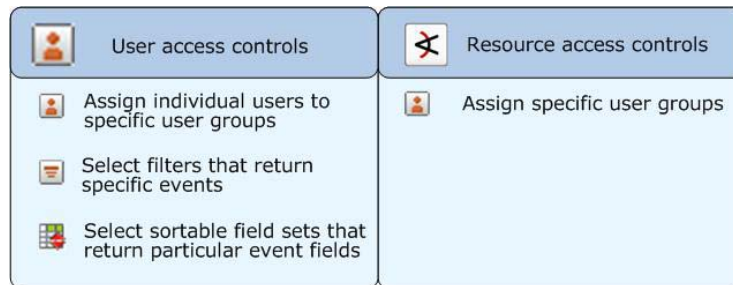 User access controls
Assign individual users to
specific user groups
Select filters that return
specific events
Select sortable field sets that
return particular event fields
Resource access controls
Assign specific user groups